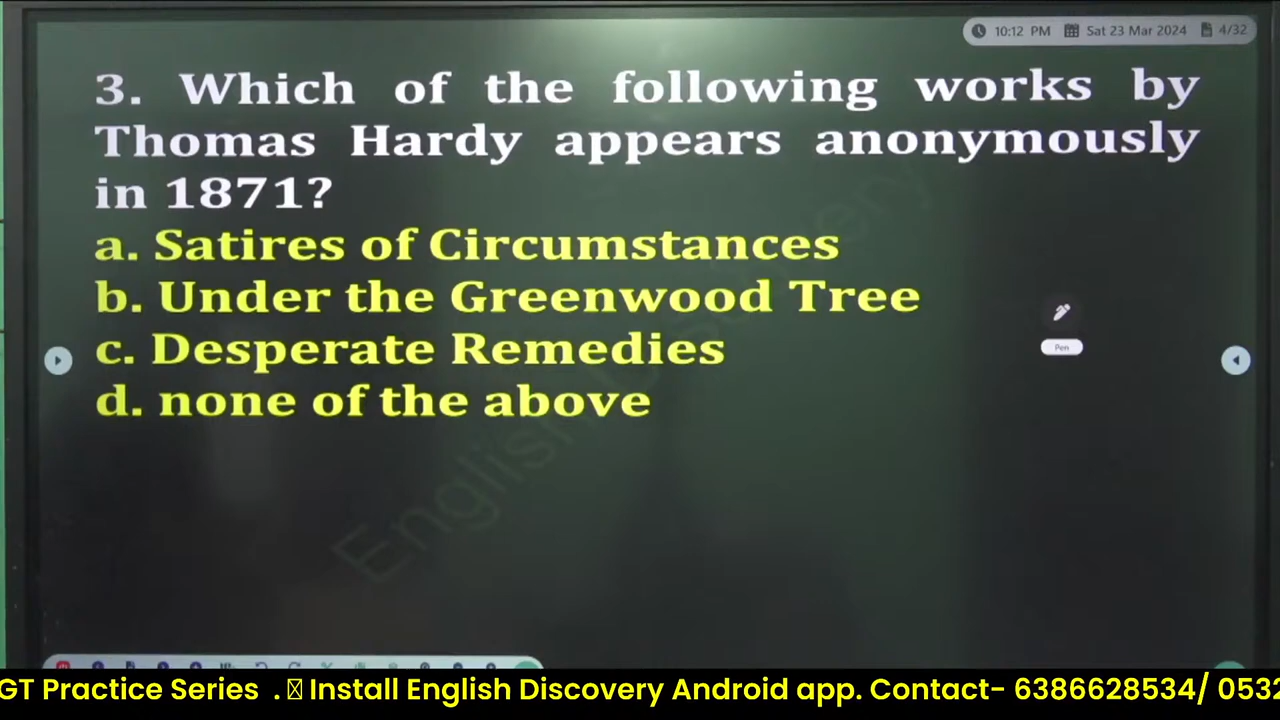 10:12 PM Sat 23 Mar 2024 4/32
3. Which of the following works by
Thomas Hardy appears anonymously
in 1871?
a. Satires of Circumstances
b. Under the Greenwood Tree
c. Desperate Remedies
d. none of the above
Pen
English Discovery
GT Practice Series . Install English Discovery Android app. Contact- 6386628534/ 0532